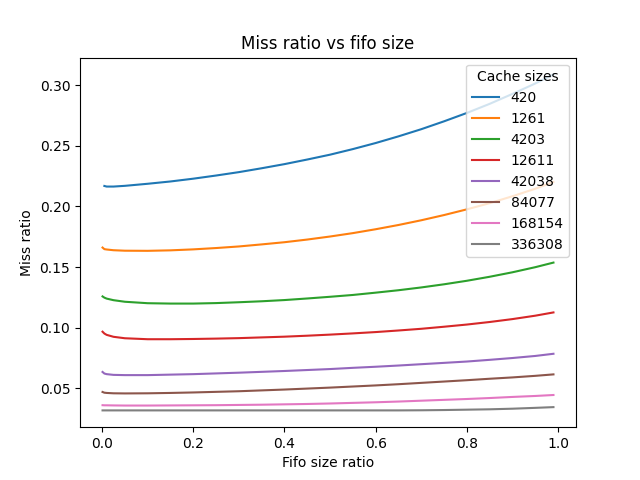 Miss ratio vs fifo size
Cache sizes
420
1261
4203
12611
42038
84077
168154
336308
0.30
0.25
0.20
0.15
0.10
0.05
Miss ratio
0.0 0.2 0.4 0.6 0.8 1.0
Fifo size ratio